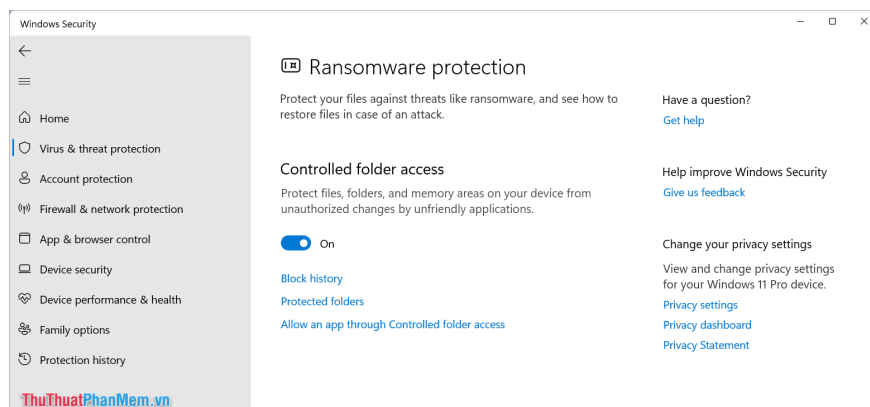 Windows Security
Home
Virus & threat protection
Account protection
Firewall & network protection
App & browser control
Device security
Device performance & health
Family options
Protection history
ThuThuatPhanMem.vn
Ransomware protection
Protect your files against threats like ransomware, and see how to
restore files in case of an attack.
Controlled folder access
Protect files, folders, and memory areas on your device from
unauthorized changes by unfriendly applications.
On
Block history
Protected folders
Allow an app through Controlled folder access
Have a question?
Get help
Help improve Windows Security
Give us feedback
Change your privacy settings
View and change privacy settings
for your Windows 11 Pro device.
Privacy settings
Privacy dashboard
Privacy Statement